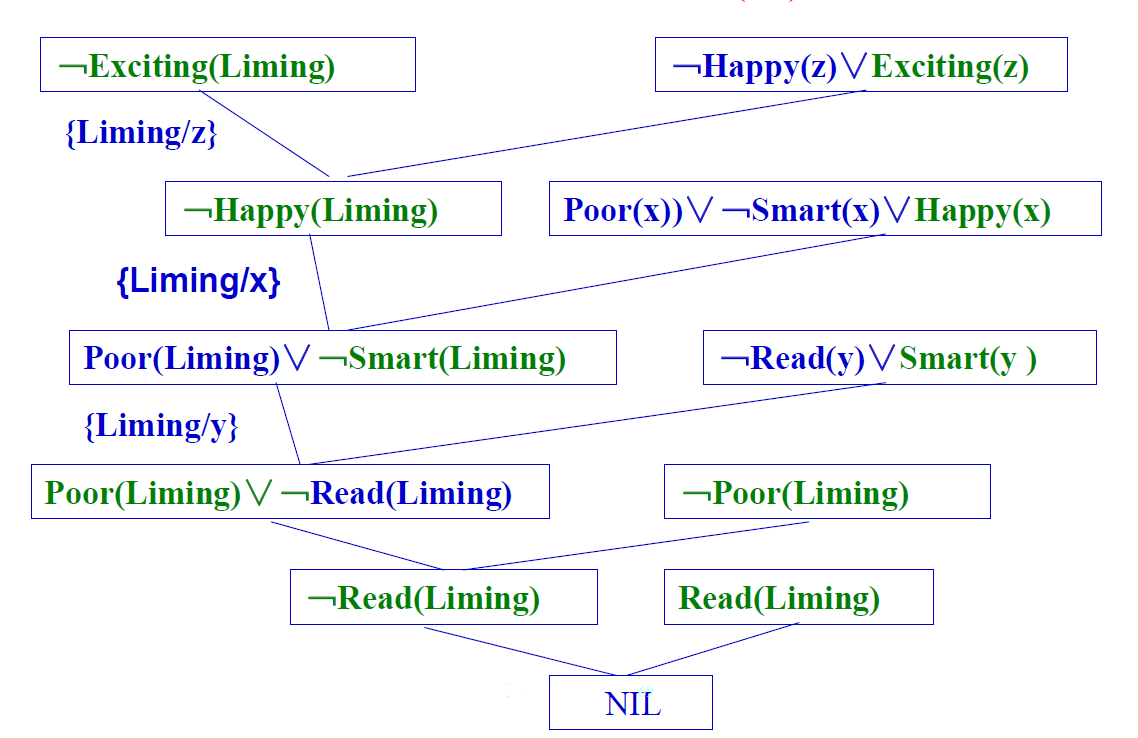 ¬Exciting(Liming)
¬Happy(z)∨Exciting(z)
{Liming/z}
¬Happy(Liming)
Poor(x))∨¬Smart(x)∨Happy(x)
{Liming/x}
Poor(Liming)∨¬Smart(Liming)
¬Read(y)∨Smart(y )
{Liming/y}
Poor(Liming)∨¬Read(Liming)
¬Poor(Liming)
¬Read(Liming)
Read(Liming)
NIL